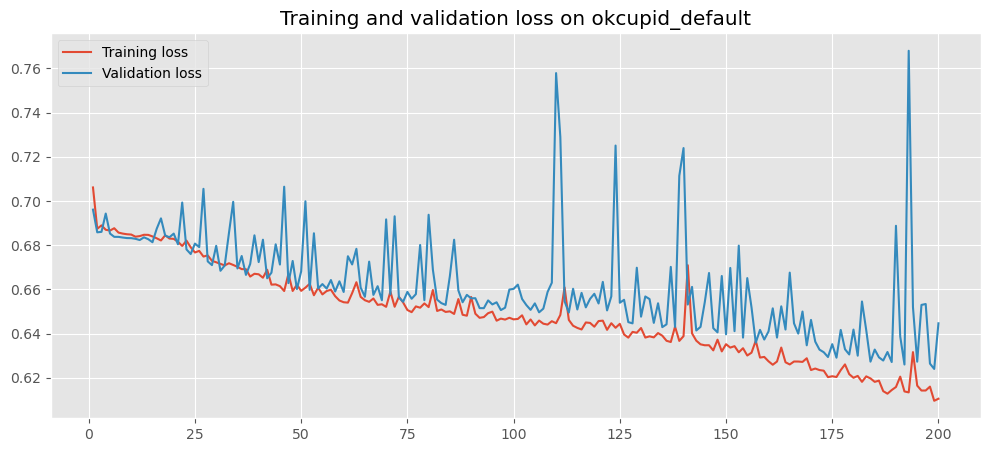 Training and validation loss on okcupid_default
Training loss
Validation loss
0.76
0.74
0.72
0.70
0.68
0.66
0.64
0.62
0 25 50 75 100 125 150 175 200